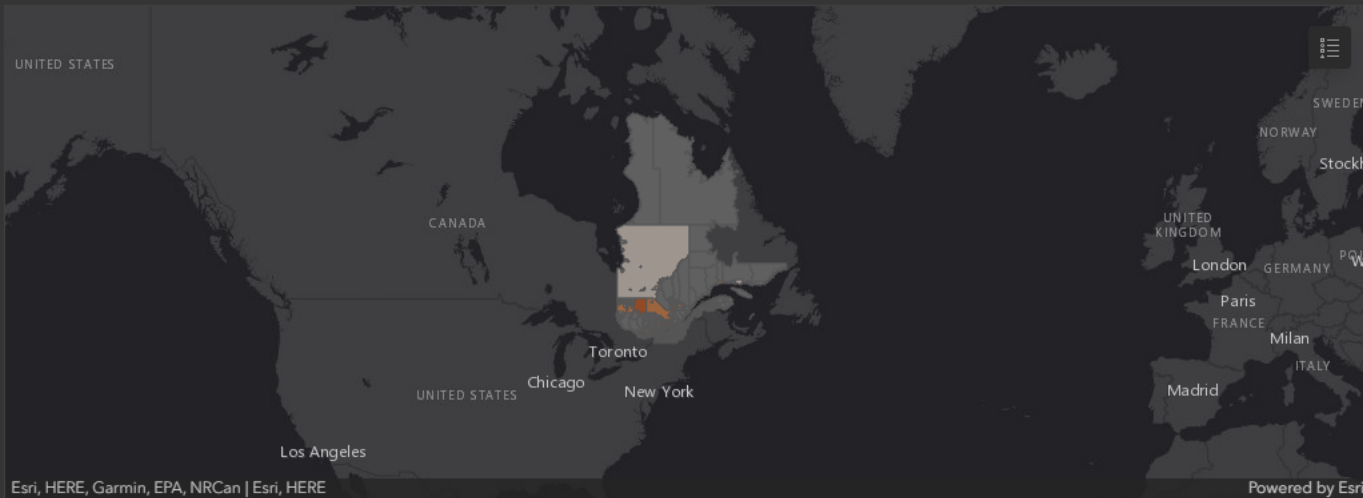 UNITED STATES
SWEDEN
NORWAY
Stockh
CANADA
UNITED
KINGDOM
London
GERMANY
Paris
FRANCE
Toronto
Milan
Chicago
New York
UNITED STATES
ITALY
Madrid
Los Angeles
Esri, HERE, Garmin, EPA, NRCan | Esri, HERE
Powered by Esri